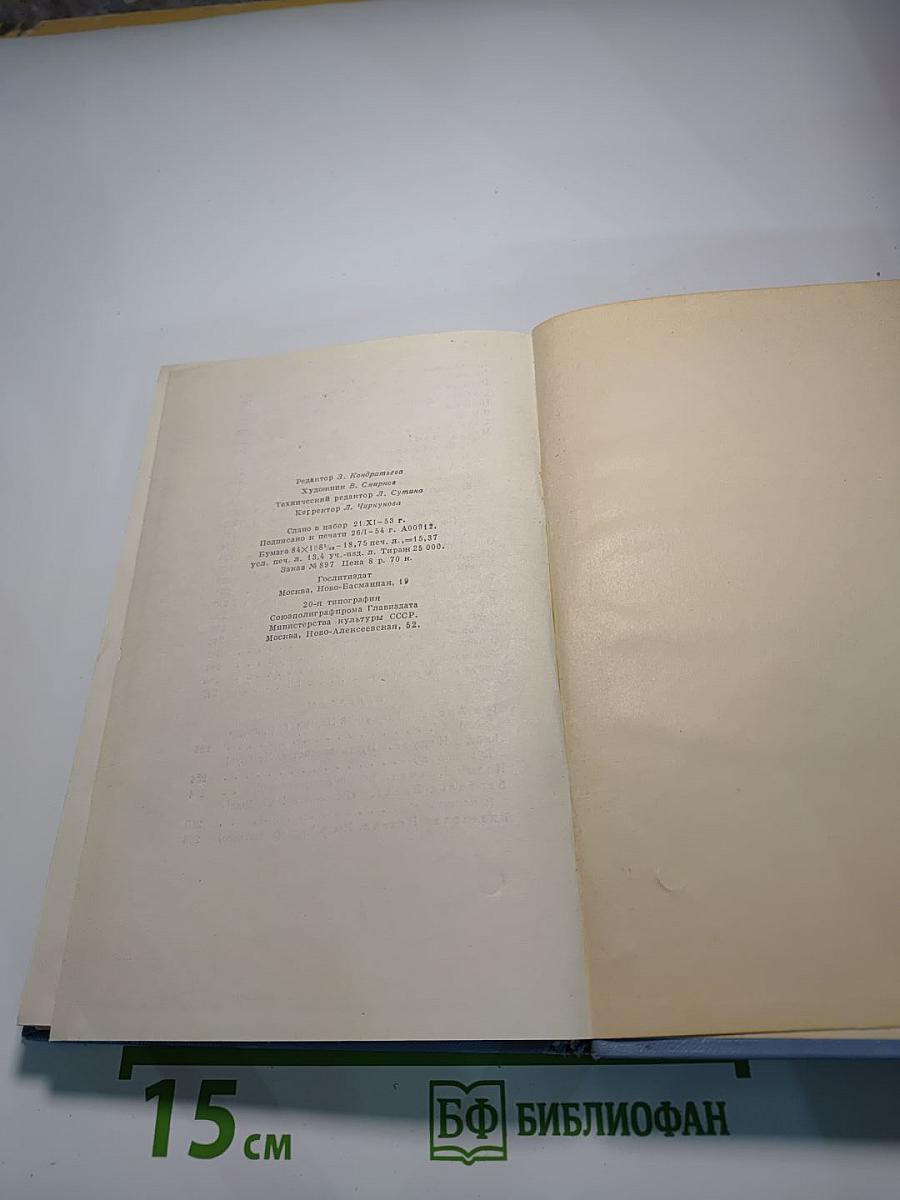 Редактор З. Кондратьева
Художник В. Смирнов
Технический редактор Л. Сутина
Корректор Л. Чиркунова
Сдано в набор 21/XI–53 г.
Подписано к печати 26/I–54 г. А00912.
Бумага 84×108¹/₃₂–18,75 печ. л.,=15,37
усл. печ. л. 13,4 Уч.-изд. л. Тираж 25 000.
Заказ № 897 Цена 8 р. 70 к.
Гослитиздат
Москва, Ново-Басманная, 19
20-я типография
Союзполиграфпрома Главиздата
Министерства культуры СССР.
Москва, Ново-Алексеевская, 52.
15 см
БФ БИБЛИОФАН